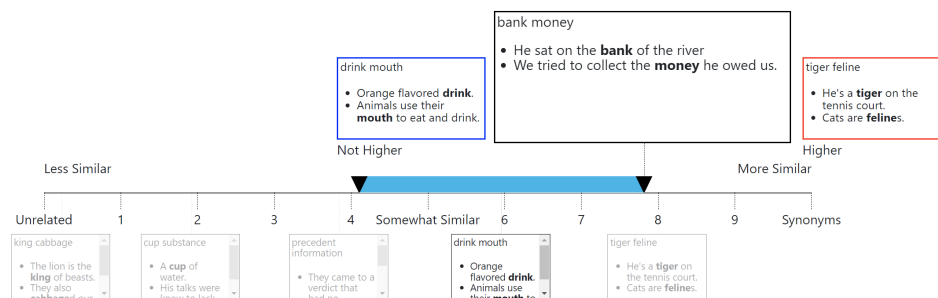 bank money
• He sat on the bank of the river
• We tried to collect the money he owed us.
drink mouth
• Orange flavored drink.
• Animals use their
mouth to eat and drink.
tiger feline
• He's a tiger on the
tennis court.
• Cats are felines.
Not Higher
Higher
Less Similar
More Similar
Unrelated 1 2 3 4 Somewhat Similar 6 7 8 9 Synonyms
king cabbage
• The lion is the
king of beasts.
• They also
cup substance
• A cup of
water.
• His talks were
precedent
information
• They came to a
verdict that
drink mouth
• Orange
flavored drink.
• Animals use
their mouth to
tiger feline
• He's a tiger on
the tennis court.
• Cats are felines.